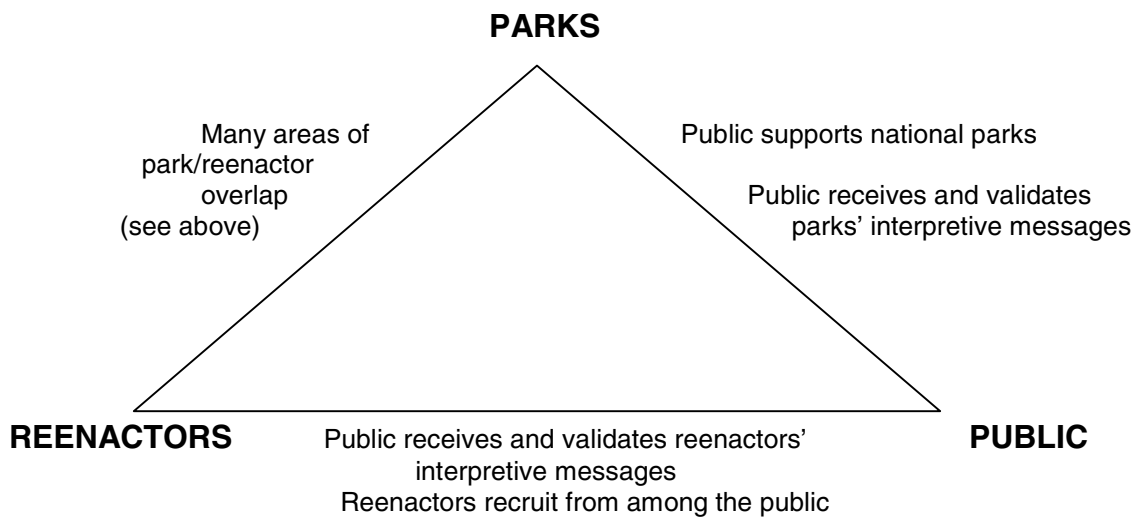 PARKS
Many areas of
park/reenactor
overlap
(see above)
Public supports national parks
Public receives and validates
parks’ interpretive messages
REENACTORS
Public receives and validates reenactors’
interpretive messages
Reenactors recruit from among the public
PUBLIC